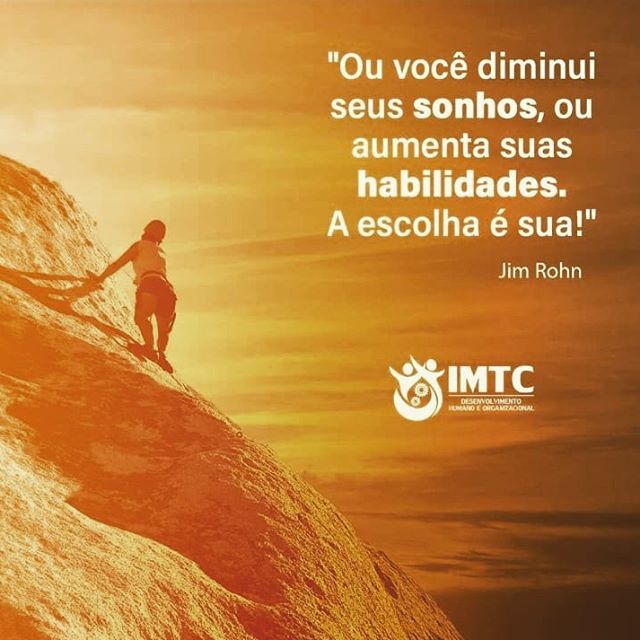 "Ou você diminui
seus sonhos, ou
aumenta suas
habilidades.
A escolha é sua!"
Jim Rohn
IMTC
DESENVOLVIMENTO
HUMANO E ORGANIZACIONAL